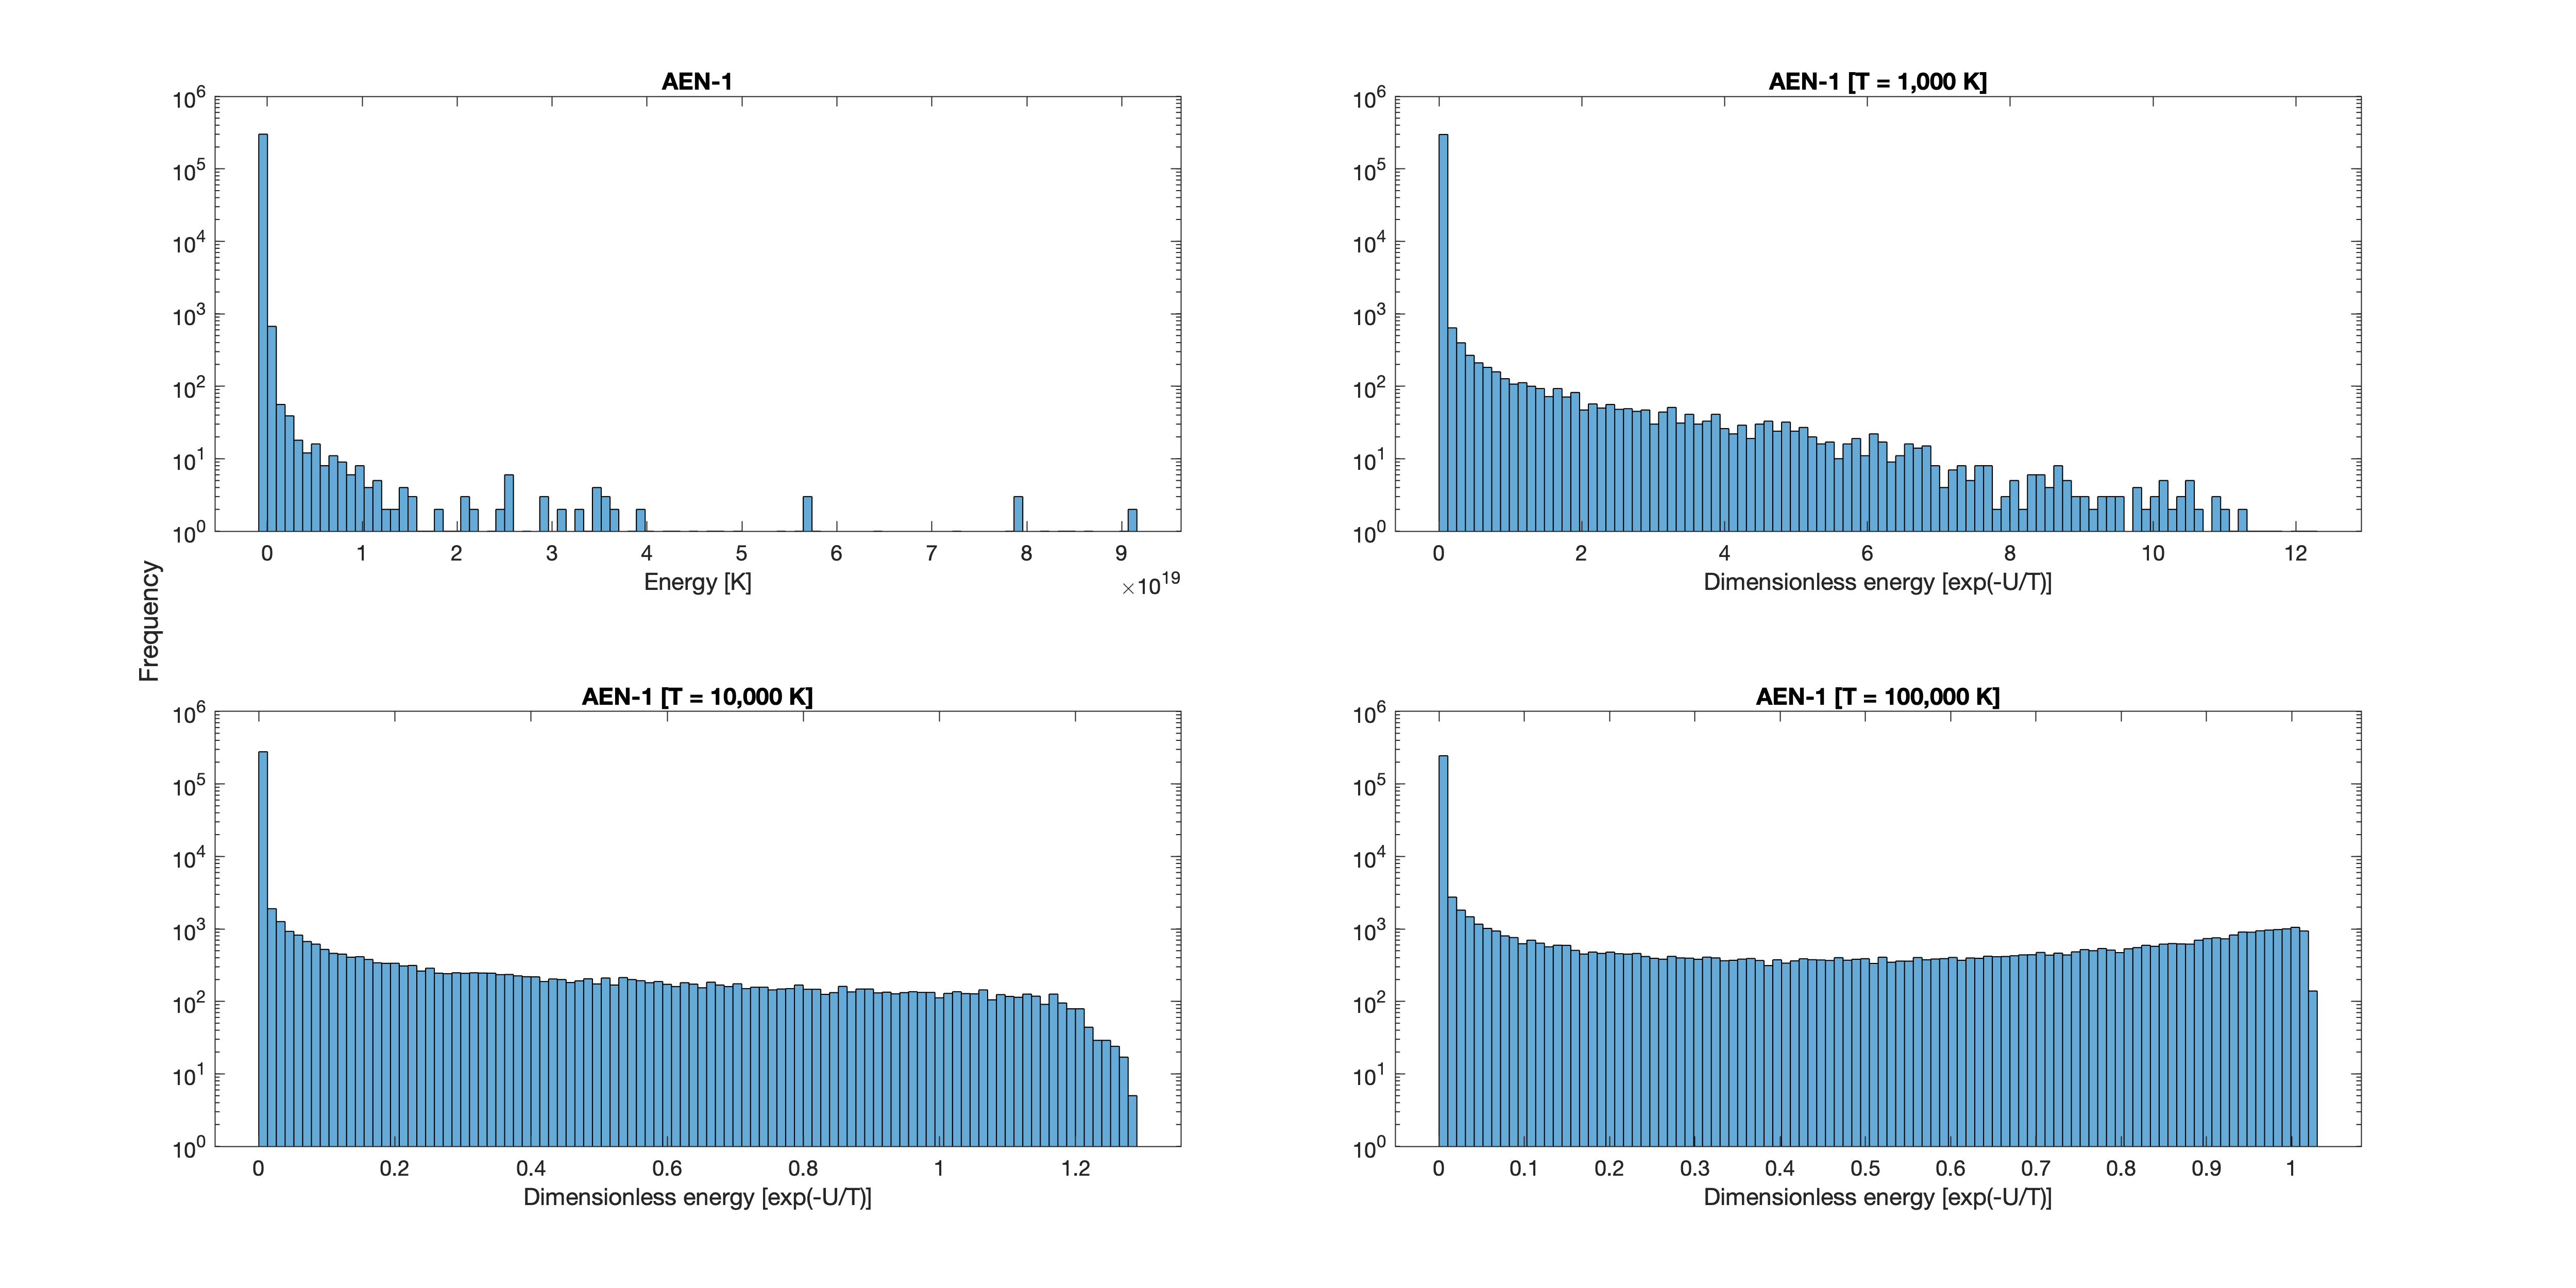 AEN-1
10^6
10^5
10^4
10^3
10^2
10^1
10^0
0 1 2 3 4 5 6 7 8 9
Energy [K]
×10^19
AEN-1 [T = 1,000 K]
10^6
10^5
10^4
10^3
10^2
10^1
10^0
0 2 4 6 8 10 12
Dimensionless energy [exp(-U/T)]
Frequency
AEN-1 [T = 10,000 K]
10^6
10^5
10^4
10^3
10^2
10^1
10^0
0 0.2 0.4 0.6 0.8 1 1.2
Dimensionless energy [exp(-U/T)]
AEN-1 [T = 100,000 K]
10^6
10^5
10^4
10^3
10^2
10^1
10^0
0 0.1 0.2 0.3 0.4 0.5 0.6 0.7 0.8 0.9 1
Dimensionless energy [exp(-U/T)]